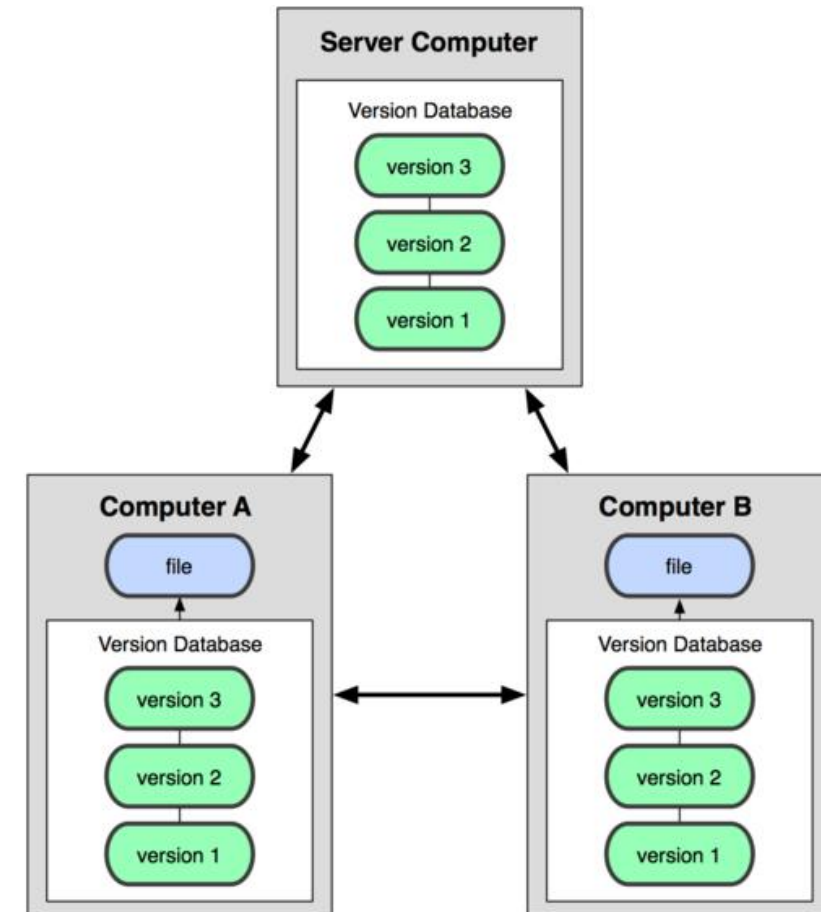 Server Computer
Version Database
version 3
version 2
version 1
Computer A
file
Version Database
version 3
version 2
version 1
Computer B
file
Version Database
version 3
version 2
version 1